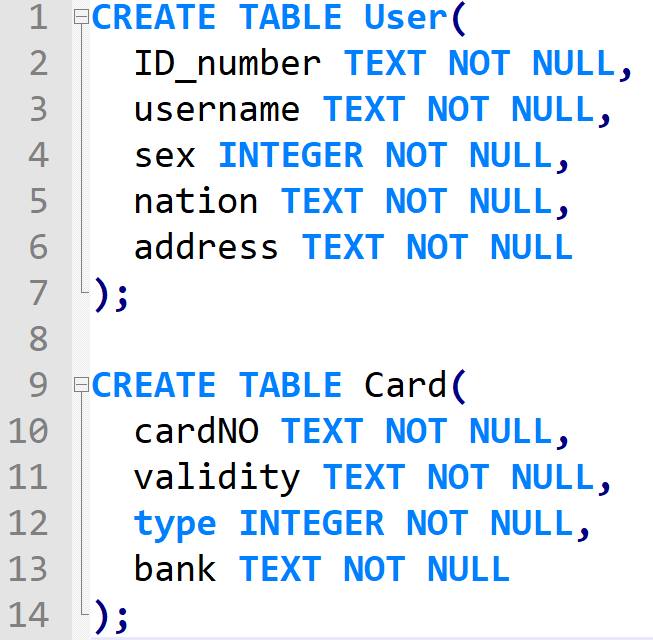 1 CREATE TABLE User(
2 ID_number TEXT NOT NULL,
3 username TEXT NOT NULL,
4 sex INTEGER NOT NULL,
5 nation TEXT NOT NULL,
6 address TEXT NOT NULL
7 );
8
9 CREATE TABLE Card(
10 cardNO TEXT NOT NULL,
11 validity TEXT NOT NULL,
12 type INTEGER NOT NULL,
13 bank TEXT NOT NULL
14 );